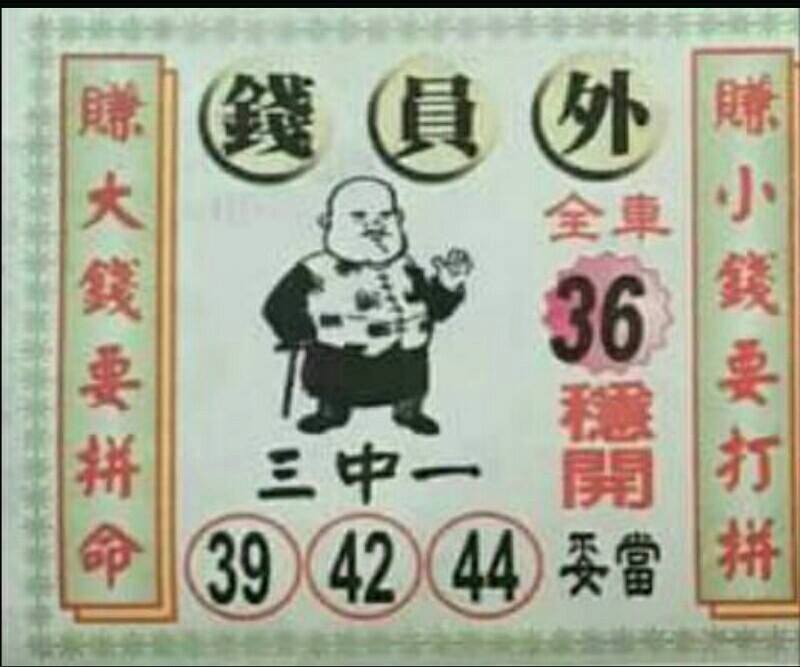 錢員外
賺大錢要拼命
賺小錢要打拼
全車
36
穩開
妥當
三中一
39 42 44